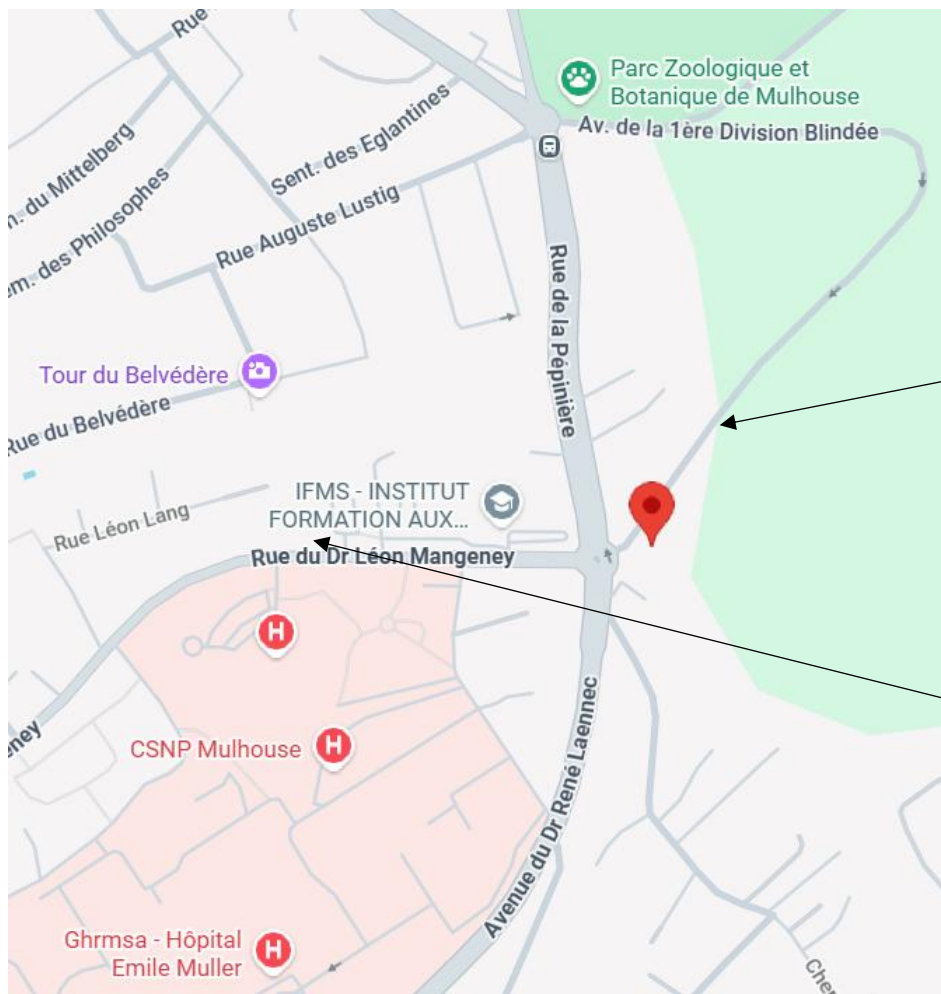 Rue
Parc Zoologique et
Botanique de Mulhouse
Av. de la 1ère Division Blindée
Sent. des Eglantines
m. du Mittelberg
em. des Philosophes
Rue Auguste Lustig
Rue de la Pépinière
Tour du Belvédère
Rue du Belvédère
IFMS - INSTITUT
FORMATION AUX...
Rue Léon Lang
Rue du Dr Léon Mangeney
H
eney
CSNP Mulhouse
H
Avenue du Dr René Laennec
Ghrmsa - Hôpital
Emile Muller
H
Cher